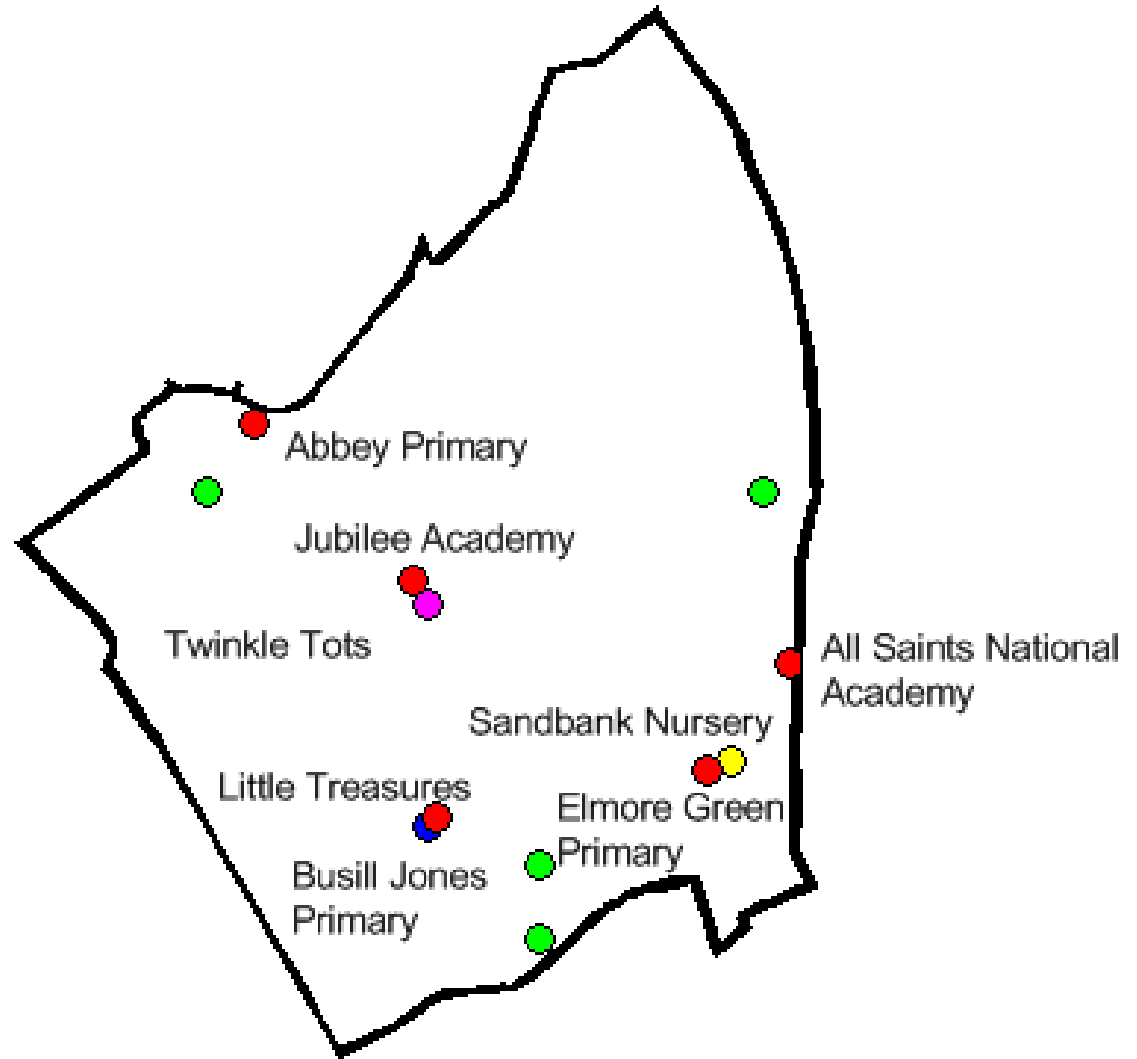 Abbey Primary
Jubilee Academy
Twinkle Tots
All Saints National
Academy
Sandbank Nursery
Little Treasures
Elmore Green
Primary
Busill Jones
Primary